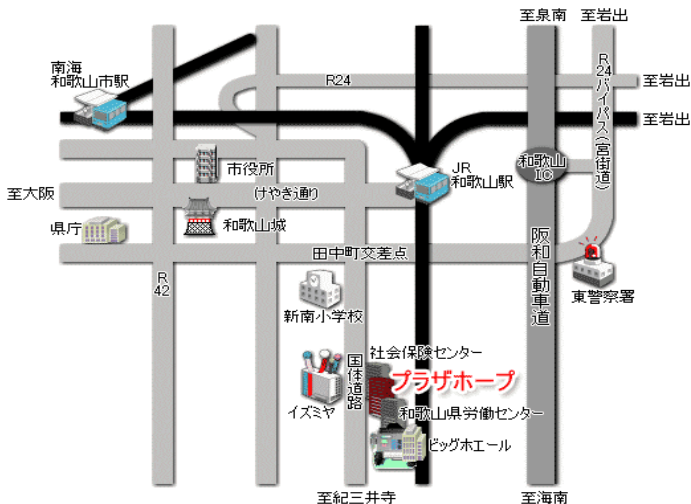 至泉南
至岩出
南海
和歌山市駅
R24
至岩出
R24バイパス(宮街道)
至岩出
市役所
JR
和歌山駅
和歌山
IC
至大阪
けやき通り
県庁
和歌山城
田中町交差点
阪和自動車道
R
42
東警察署
新南小学校
国体道路
社会保険センター
プラザホープ
イズミヤ
和歌山県労働センター
ビッグホエール
至紀三井寺
至海南